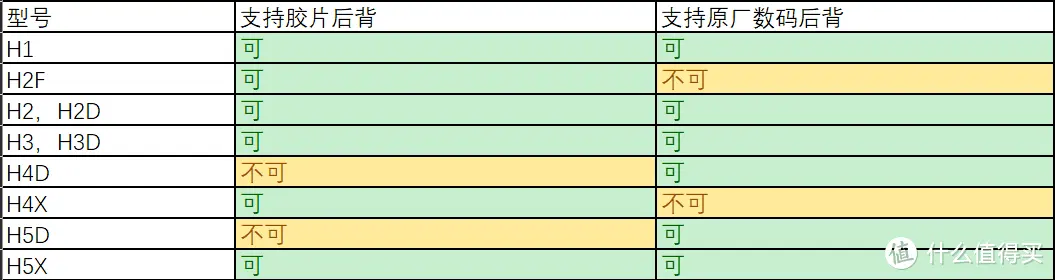 型号 支持胶片后背 支持原厂数码后背
H1 可 可
H2F 可 不可
H2，H2D 可 可
H3，H3D 可 可
H4D 不可 可
H4X 可 不可
H5D 不可 可
H5X 可 可
值 什么值得买